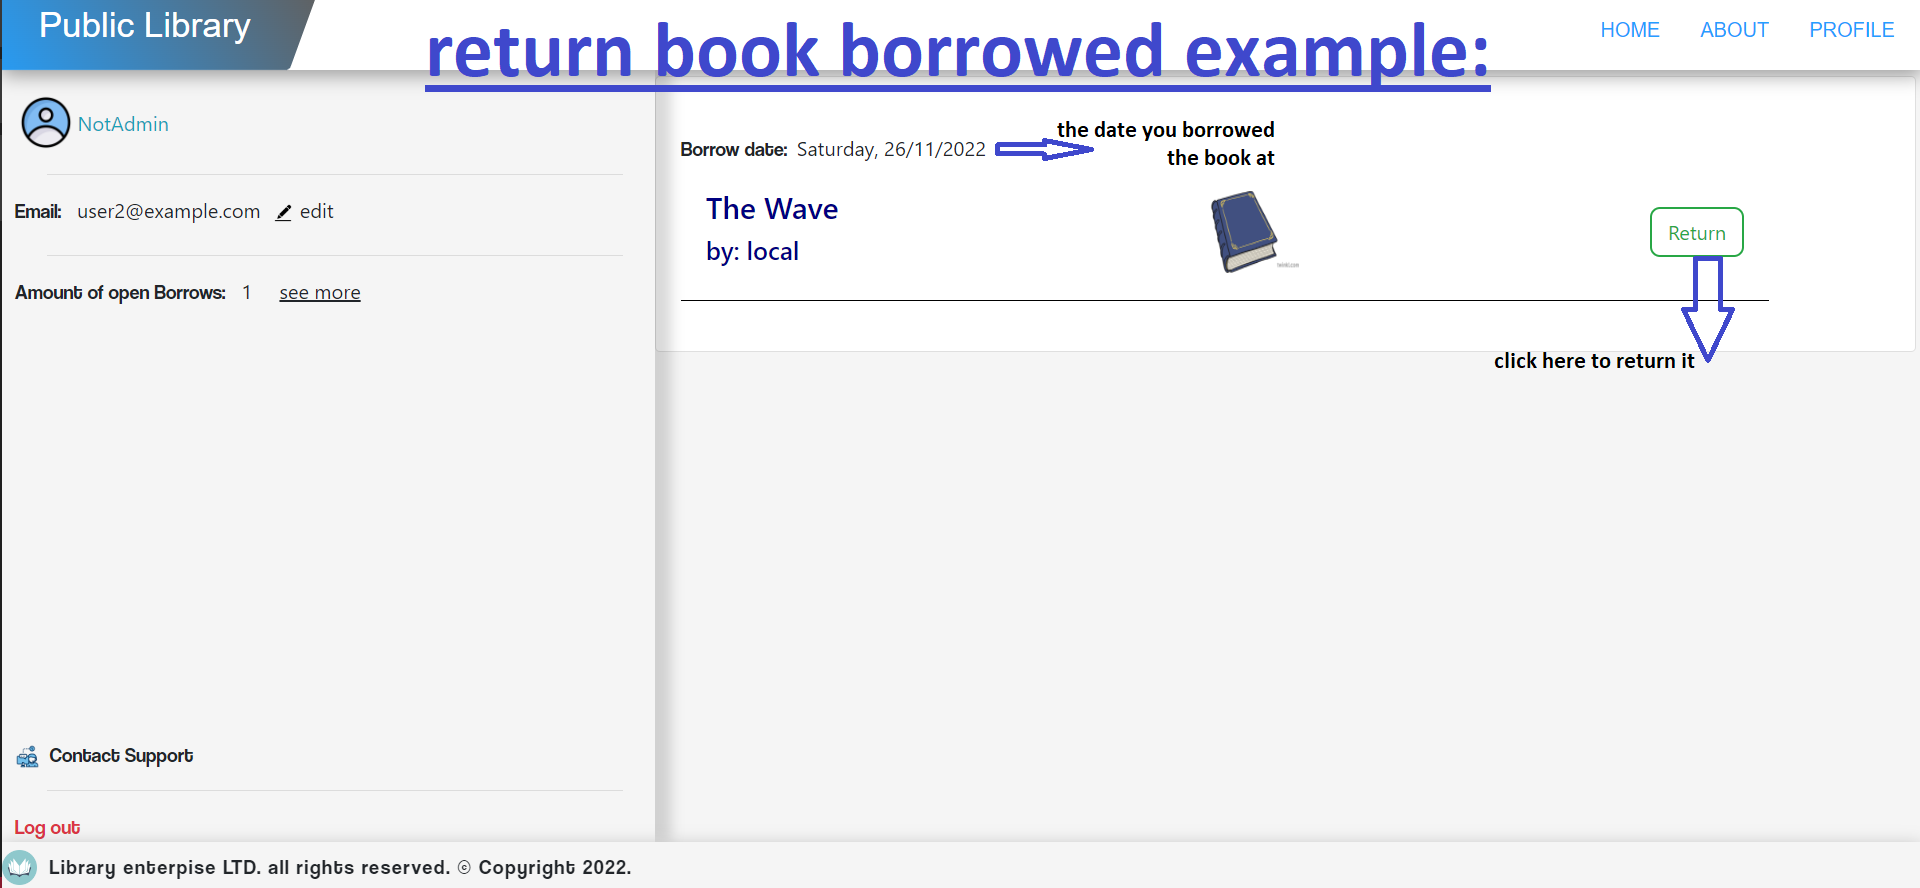 Public Library
return book borrowed example:
HOME ABOUT PROFILE
NotAdmin
Email: user2@example.com edit
Amount of open Borrows: 1 see more
Borrow date: Saturday, 26/11/2022
the date you borrowed
the book at
The Wave
by: local
Return
click here to return it
Contact Support
Log out
Library enterpise LTD. all rights reserved. © Copyright 2022.